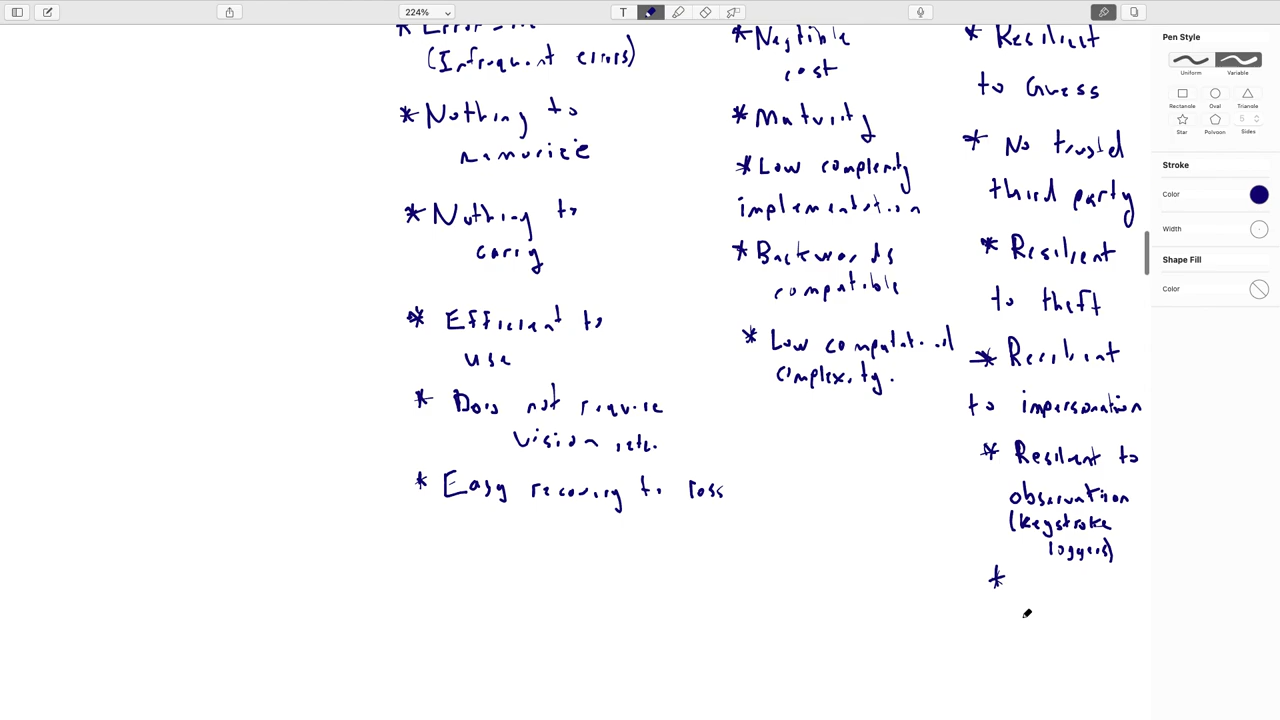 224%
T
* Error
(Infrequent errors)
* Nothing to
memorize
* Nothing to
carry
* Efficient to
use
* Does not require
vision etc.
* Easy recovery to loss
* Neglible
cost
* Maturity
* Low complexity
implementation
* Backwards
compatible
* Low computational
complexity.
* Resilient
to Guess
* No trusted
third party
* Resilient
to theft
* Resilient
to impersonation
* Resilient to
observation
(keystroke
loggers)
*
Pen Style
Uniform Variable
Rectangle Oval Triangle
Star Polygon 5 Sides
Stroke
Color
Width
Shape Fill
Color